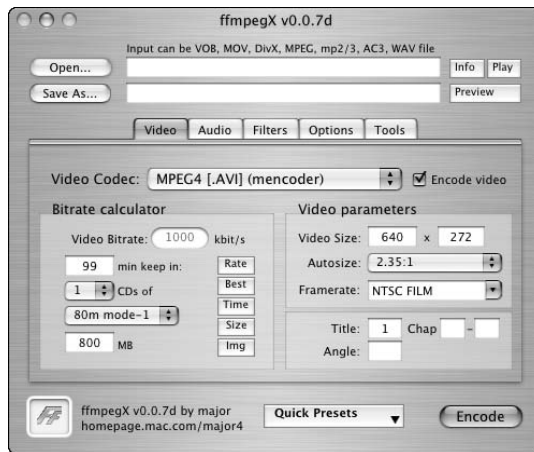 ffmpegX v0.0.7d
Input can be VOB, MOV, DivX, MPEG, mp2/3, AC3, WAV file
Open...
Info Play
Save As...
Preview
Video Audio Filters Options Tools
Video Codec: MPEG4 [.AVI] (mencoder) Encode video
Bitrate calculator
Video Bitrate: 1000 kbit/s
99 min keep in:
1 CDs of
80m mode-1
800 MB
Rate
Best
Time
Size
Img
Video parameters
Video Size: 640 x 272
Autosize: 2.35:1
Framerate: NTSC FILM
Title: 1 Chap -
Angle:
FF
ffmpegX v0.0.7d by major
homepage.mac.com/major4
Quick Presets
Encode